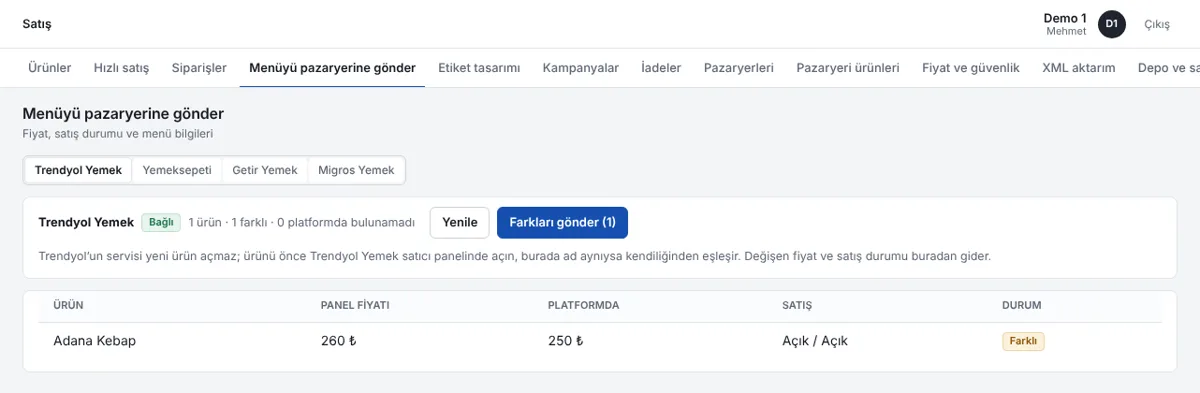 Satış
Demo 1
Mehmet
D1
Çıkış
Ürünler Hızlı satış Siparişler Menüyü pazaryerine gönder Etiket tasarımı Kampanyalar İadeler Pazaryerleri Pazaryeri ürünleri Fiyat ve güvenlik XML aktarım Depo ve sa
Menüyü pazaryerine gönder
Fiyat, satış durumu ve menü bilgileri
Trendyol Yemek Yemeksepeti Getir Yemek Migros Yemek
Trendyol Yemek Bağlı 1 ürün · 1 farklı · 0 platformda bulunamadı Yenile Farkları gönder (1)
Trendyol'un servisi yeni ürün açmaz; ürünü önce Trendyol Yemek satıcı panelinde açın, burada ad aynıysa kendiliğinden eşleşir. Değişen fiyat ve satış durumu buradan gider.
ÜRÜN PANEL FİYATI PLATFORMDA SATIŞ DURUM
Adana Kebap 260 ₺ 250 ₺ Açık / Açık Farklı